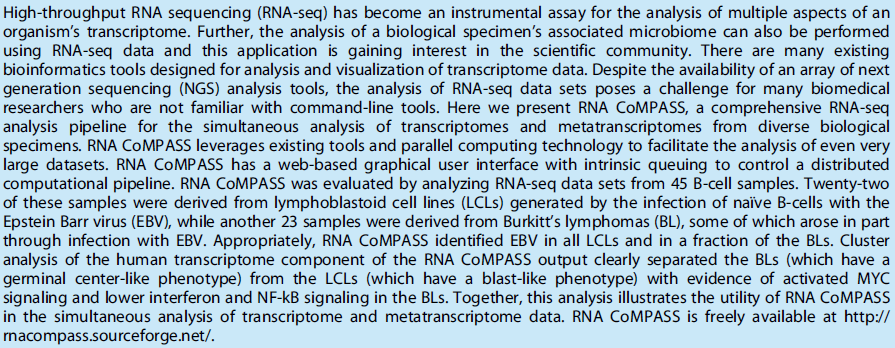 High-throughput RNA sequencing (RNA-seq) has become an instrumental assay for the analysis of multiple aspects of an
organism's transcriptome. Further, the analysis of a biological specimen's associated microbiome can also be performed
using RNA-seq data and this application is gaining interest in the scientific community. There are many existing
bioinformatics tools designed for analysis and visualization of transcriptome data. Despite the availability of an array of next
generation sequencing (NGS) analysis tools, the analysis of RNA-seq data sets poses a challenge for many biomedical
researchers who are not familiar with command-line tools. Here we present RNA CoMPASS, a comprehensive RNA-seq
analysis pipeline for the simultaneous analysis of transcriptomes and metatranscriptomes from diverse biological
specimens. RNA CoMPASS leverages existing tools and parallel computing technology to facilitate the analysis of even very
large datasets. RNA CoMPASS has a web-based graphical user interface with intrinsic queuing to control a distributed
computational pipeline. RNA CoMPASS was evaluated by analyzing RNA-seq data sets from 45 B-cell samples. Twenty-two
of these samples were derived from lymphoblastoid cell lines (LCLs) generated by the infection of naïve B-cells with the
Epstein Barr virus (EBV), while another 23 samples were derived from Burkitt's lymphomas (BL), some of which arose in part
through infection with EBV. Appropriately, RNA CoMPASS identified EBV in all LCLs and in a fraction of the BLs. Cluster
analysis of the human transcriptome component of the RNA CoMPASS output clearly separated the BLs (which have a
germinal center-like phenotype) from the LCLs (which have a blast-like phenotype) with evidence of activated MYC
signaling and lower interferon and NF-kB signaling in the BLs. Together, this analysis illustrates the utility of RNA CoMPASS
in the simultaneous analysis of transcriptome and metatranscriptome data. RNA CoMPASS is freely available at http://
rnacompass.sourceforge.net/.